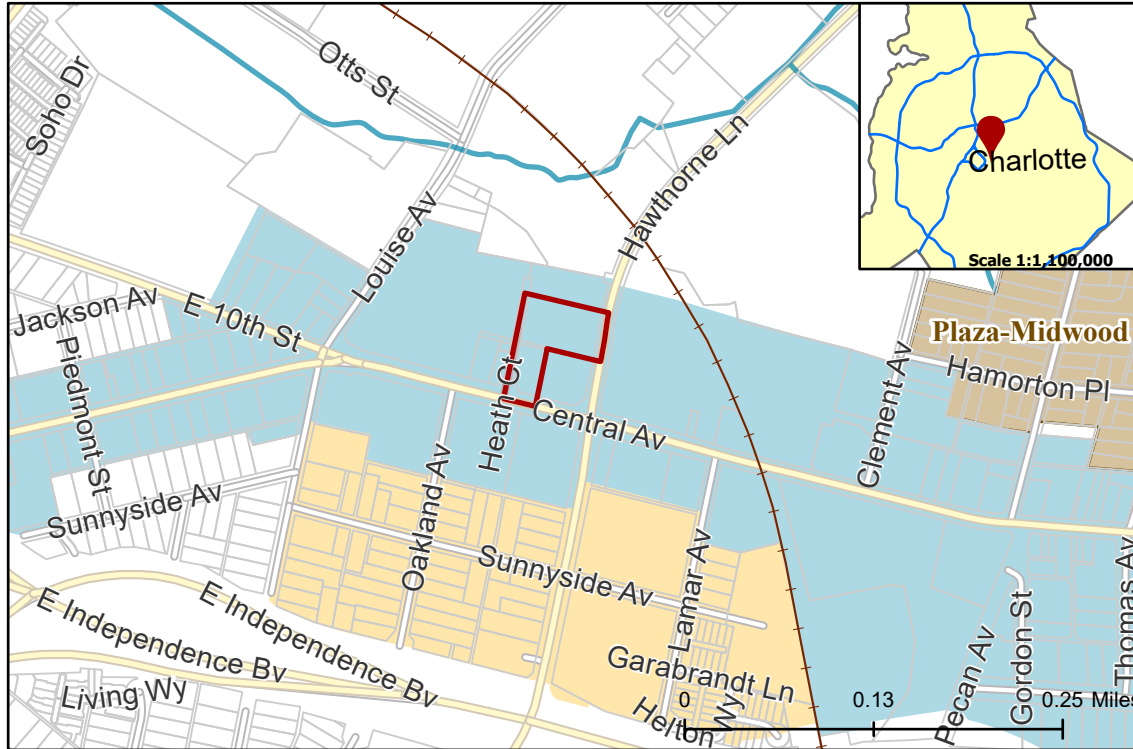 Otts St
Soho Dr
Hawthorne Ln
Charlotte
Scale 1:1,100,000
Louise Av
Jackson Av
E 10th St
Piedmont St
Plaza-Midwood
Hamorton Pl
Clement Av
Heath Ct
Central Av
Oakland Av
Sunnyside Av
Sunnyside Av
Lamar Av
E Independence Bv
E Independence Bv
Living Wy
Garabrandt Ln
Helton
Wy
Pecan Av
Gordon St
Thomas Av
0
0.13
0.25 Miles